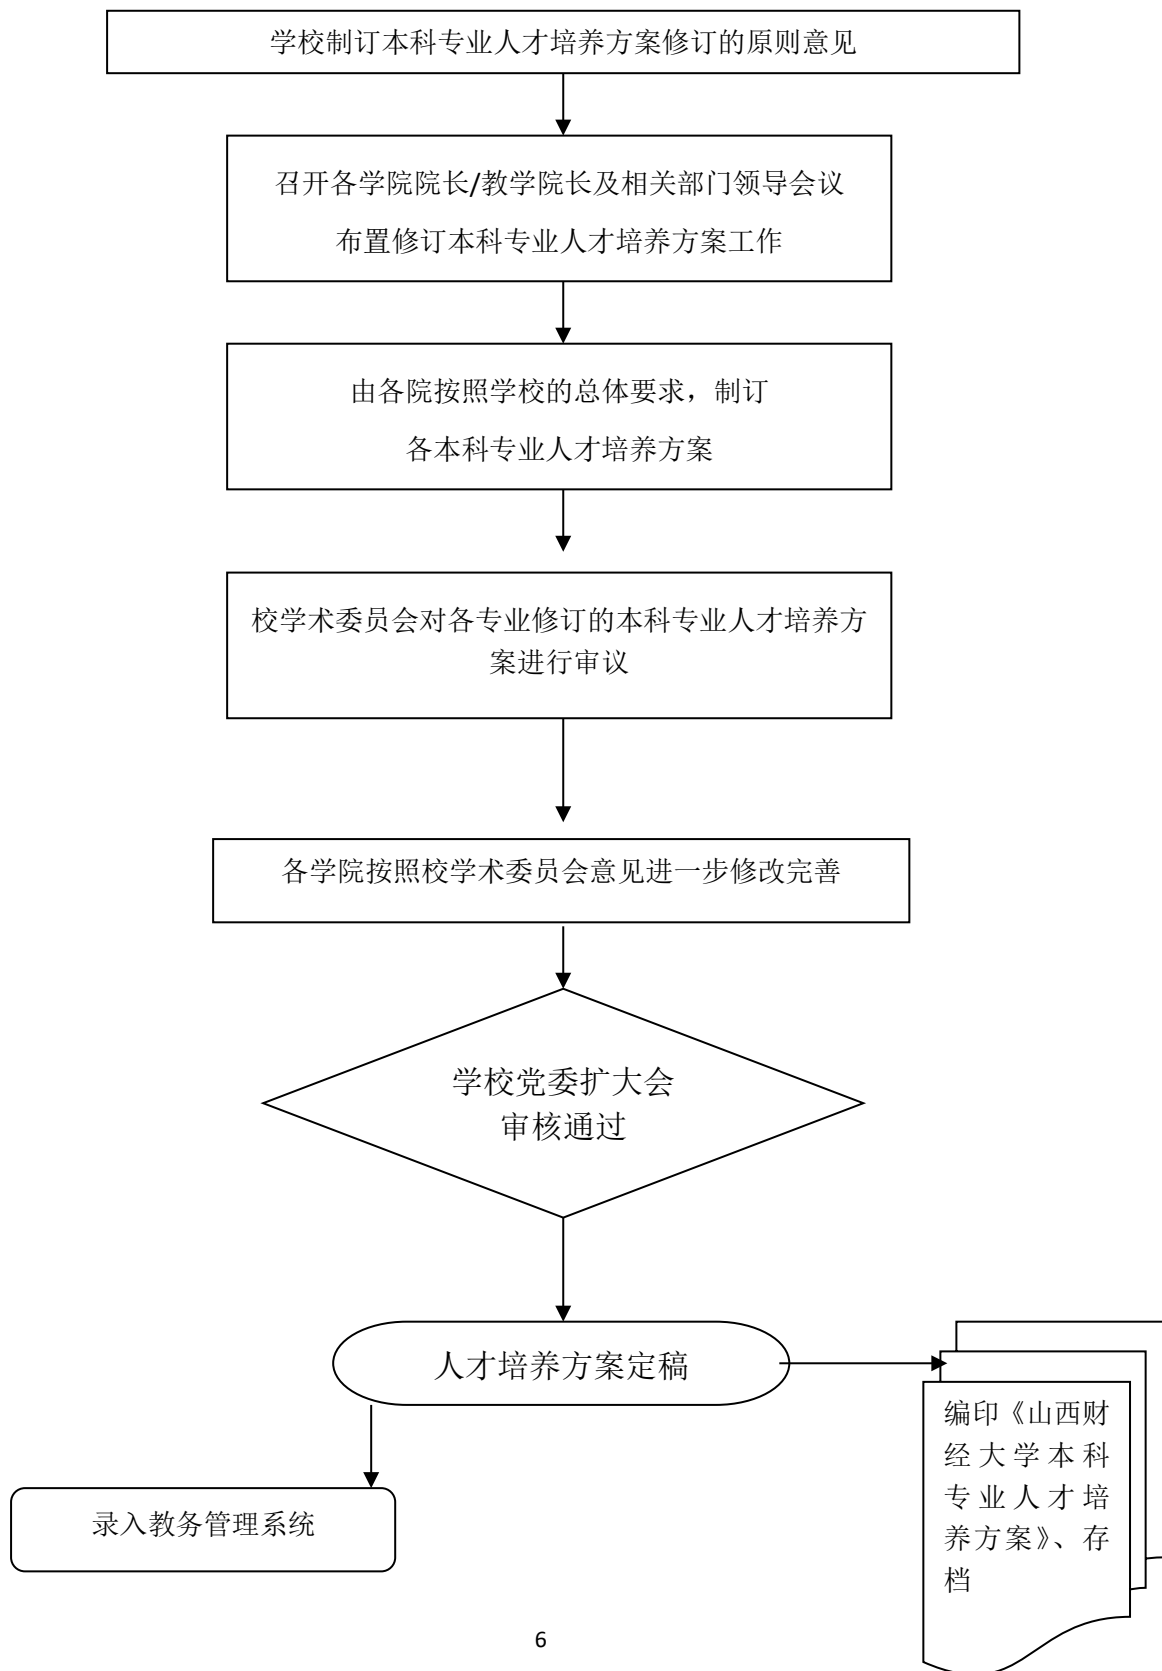 学校制订本科专业人才培养方案修订的原则意见
召开各学院院长/教学院长及相关部门领导会议
布置修订本科专业人才培养方案工作
由各院按照学校的总体要求，制订
各本科专业人才培养方案
校学术委员会对各专业修订的本科专业人才培养方
案进行审议
各学院按照校学术委员会意见进一步修改完善
学校党委扩大会
审核通过
人才培养方案定稿
编印《山西财
经大学本科
专业人才培
养方案》、存
档
录入教务管理系统
6